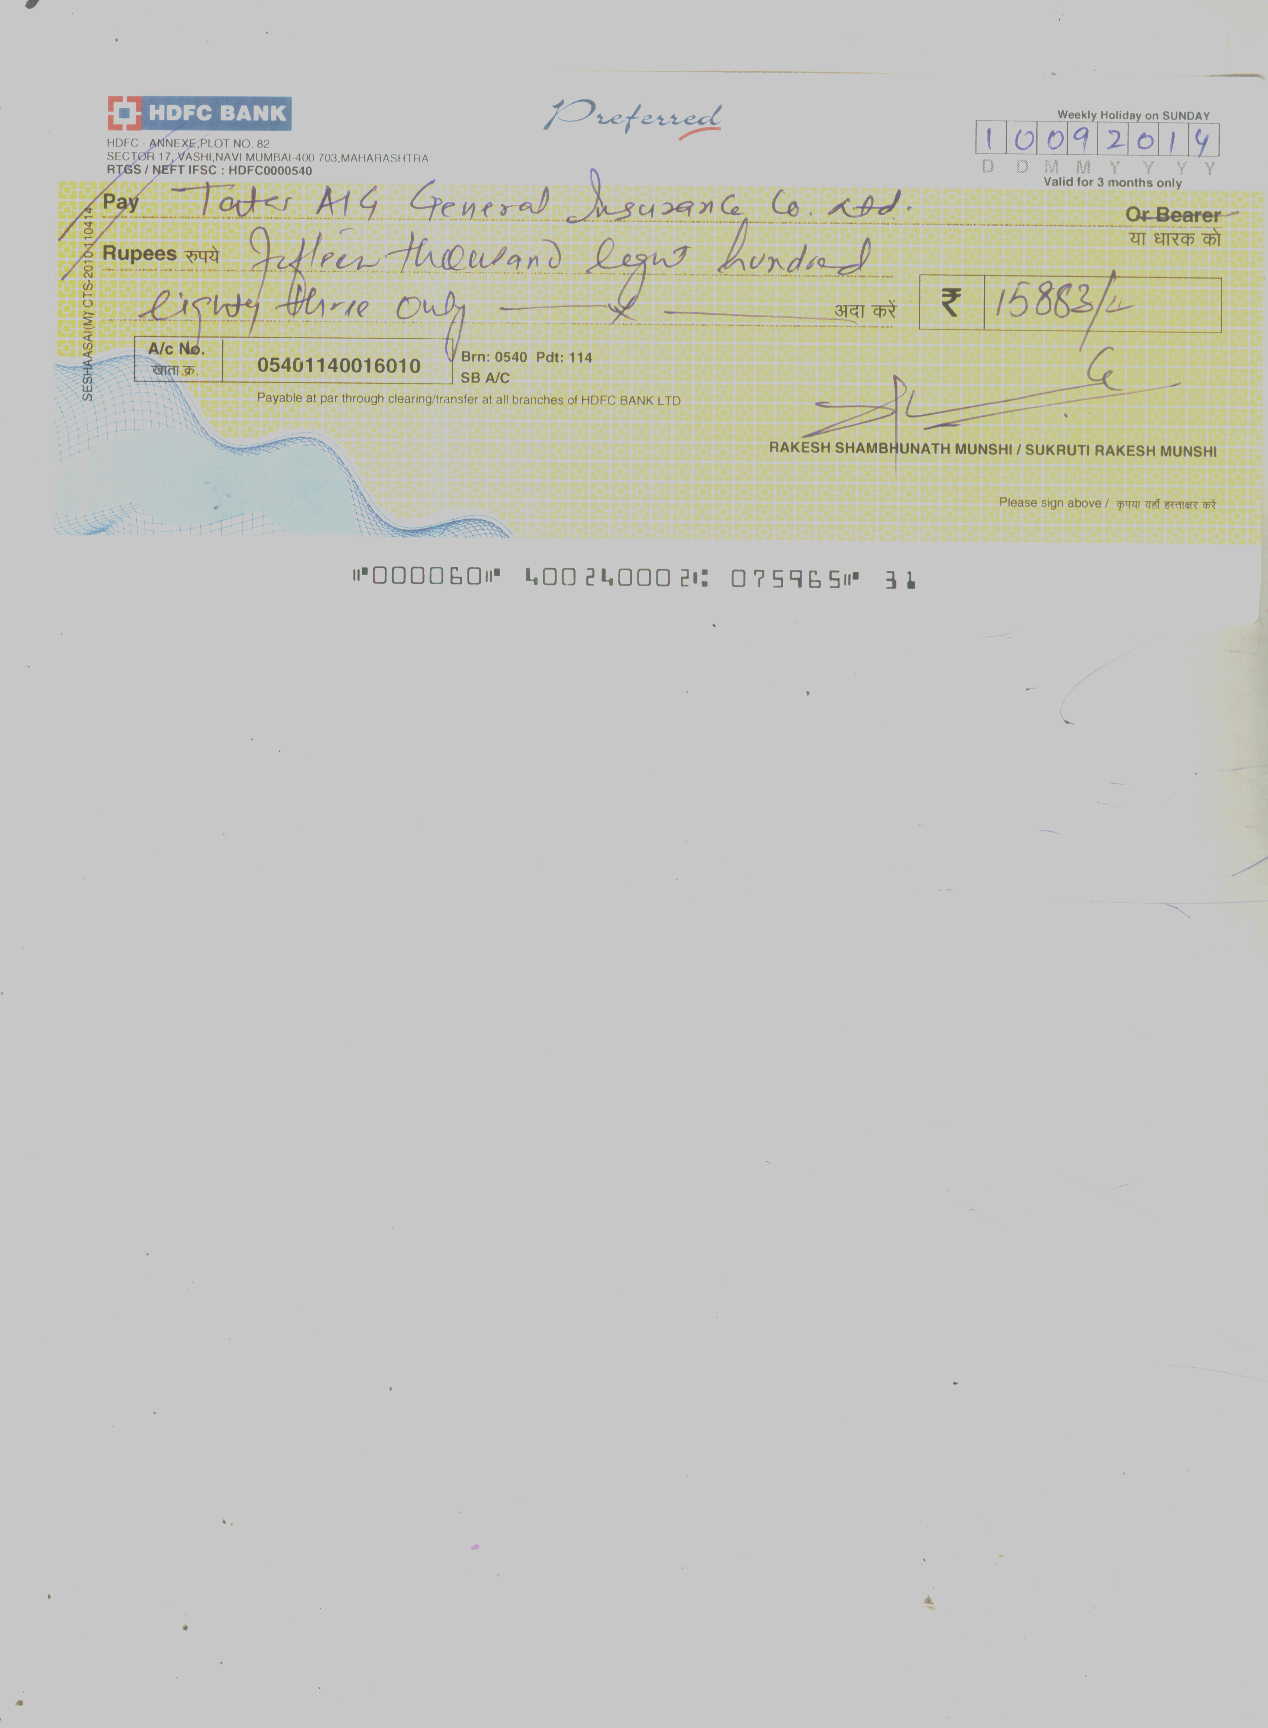 HDFC BANK
Preferred
Weekly Holiday on SUNDAY
HDFC - ANNEXE,PLOT NO. 82
SECTOR 17, VASHI,NAVI MUMBAI-400 703,MAHARASHTRA
RTGS / NEFT IFSC : HDFC0000540
1 0 0 9 2 0 1 4
D D M M Y Y Y Y
Valid for 3 months only
Pay Tata AIG General Insurance Co. Ltd. Or Bearer
या धारक को
Rupees रुपये Fifteen thousand eight hundred
eighty three only अदा करें ₹ 15883/-
A/c No.
खाता क्र. 05401140016010 Brn: 0540 Pdt: 114
SB A/C
Payable at par through clearing/transfer at all branches of HDFC BANK LTD
RAKESH SHAMBHUNATH MUNSHI / SUKRUTI RAKESH MUNSHI
Please sign above / कृपया यहाँ हस्ताक्षर करें
SESHAASAI(M) CTS-2010-110414
⑈000060⑈ 400240002⑆ 075965⑈ 31